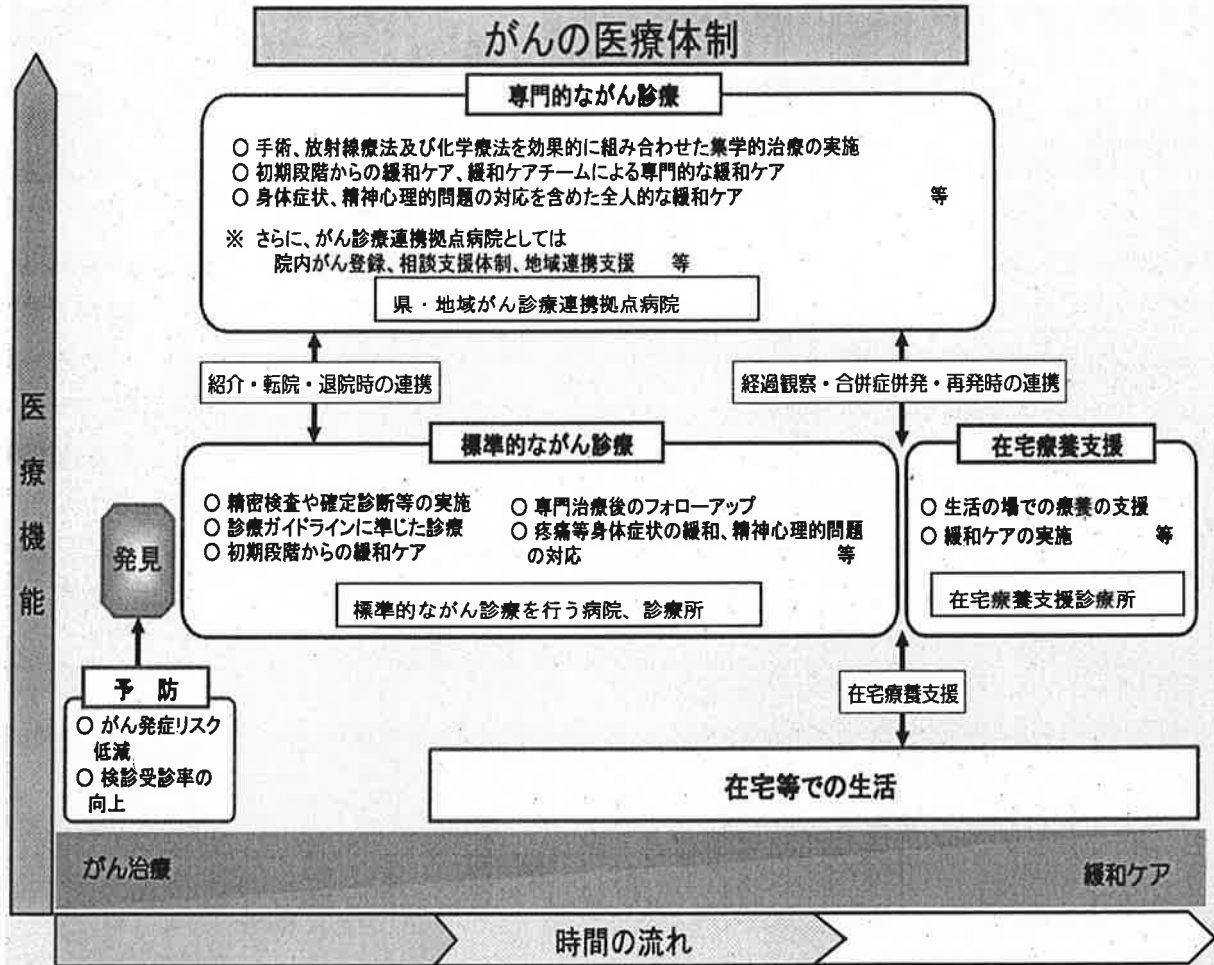 がんの医療体制
専門的ながん診療
○ 手術、放射線療法及び化学療法を効果的に組み合わせた集学的治療の実施
○ 初期段階からの緩和ケア、緩和ケアチームによる専門的な緩和ケア
○ 身体症状、精神心理的問題の対応を含めた全人的な緩和ケア 等
※ さらに、がん診療連携拠点病院としては
院内がん登録、相談支援体制、地域連携支援 等
県・地域がん診療連携拠点病院
紹介・転院・退院時の連携
経過観察・合併症併発・再発時の連携
医療機能
標準的ながん診療
○ 精密検査や確定診断等の実施
○ 診療ガイドラインに準じた診療
○ 初期段階からの緩和ケア
○ 専門治療後のフォローアップ
○ 疼痛等身体症状の緩和、精神心理的問題
の対応 等
標準的ながん診療を行う病院、診療所
在宅療養支援
○ 生活の場での療養の支援
○ 緩和ケアの実施 等
在宅療養支援診療所
発見
予 防
○ がん発症リスク
低減
○ 検診受診率の
向上
在宅療養支援
在宅等での生活
がん治療
緩和ケア
時間の流れ